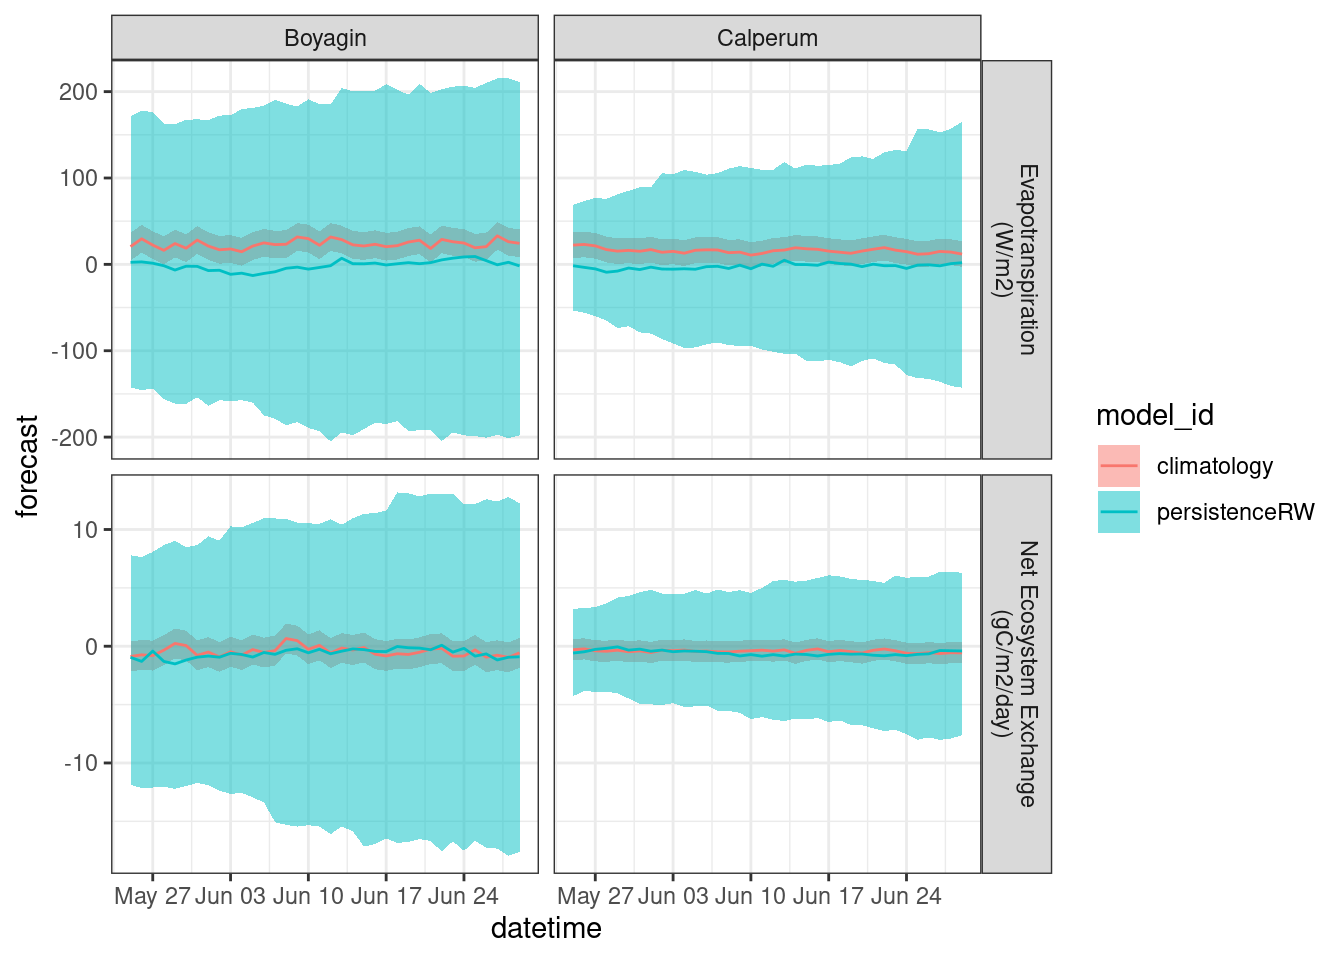 Boyagin
Calperum
200
100
0
-100
-200
Evapotranspiration
(W/m2)
10
0
-10
Net Ecosystem Exchange
(gC/m2/day)
forecast
May 27 Jun 03 Jun 10 Jun 17 Jun 24
May 27 Jun 03 Jun 10 Jun 17 Jun 24
datetime
model_id
climatology
persistenceRW